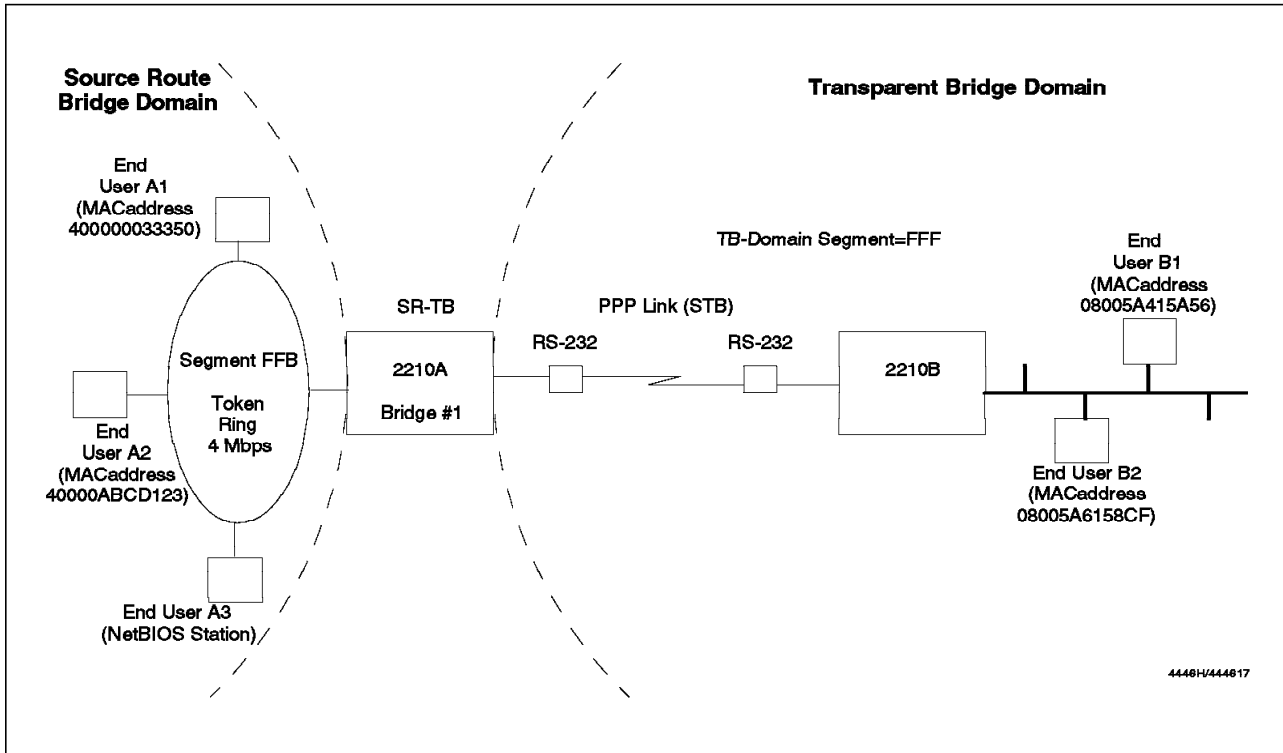 Source Route
Bridge Domain
Transparent Bridge Domain
End
User A1
(MACaddress
400000033350)
TB-Domain Segment=FFF
End
User B1
(MACaddress
08005A415A56)
SR-TB
PPP Link (STB)
RS-232
RS-232
Segment FFB
Token
Ring
4 Mbps
2210A
Bridge #1
2210B
End
User A2
(MACaddress
40000ABCD123)
End User B2
(MACaddress
08005A6158CF)
End User A3
(NetBIOS Station)
4446H/444617